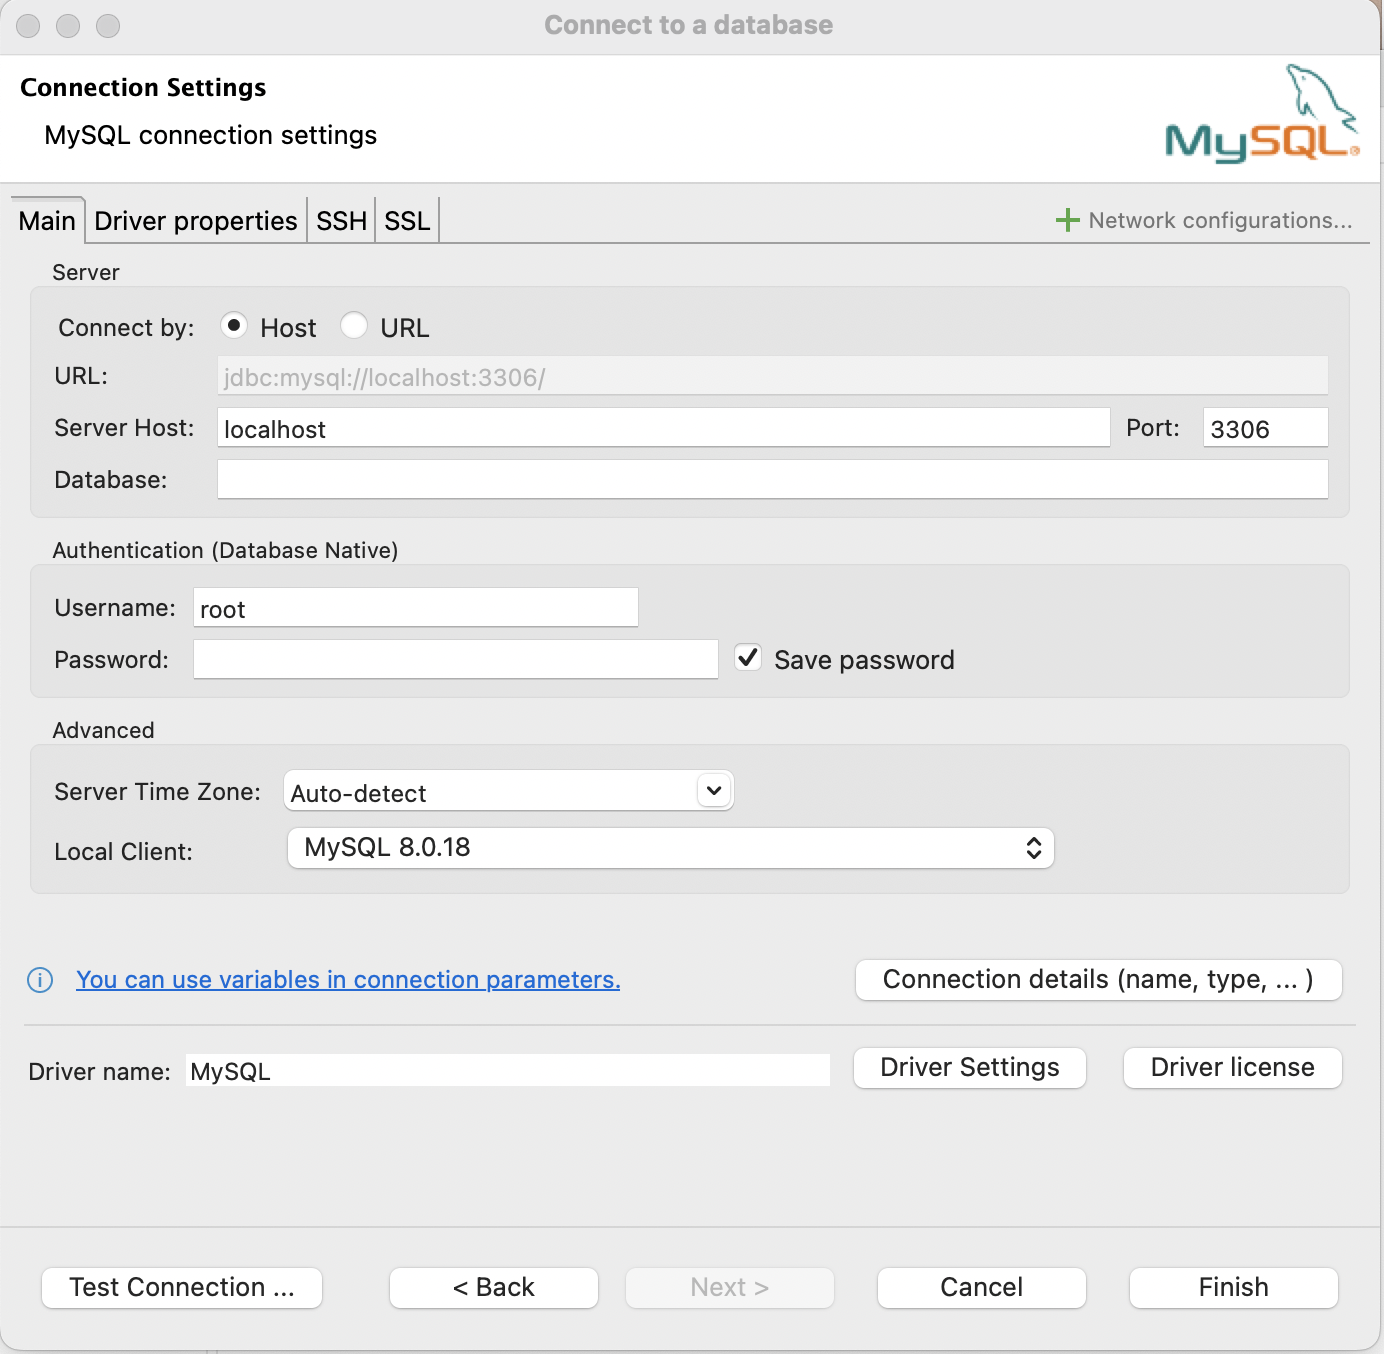 Connect to a database
Connection Settings
MySQL connection settings
MySQL®
Main Driver properties SSH SSL Network configurations...
Server
Connect by: Host URL
URL: jdbc:mysql://localhost:3306/
Server Host: localhost Port: 3306
Database:
Authentication (Database Native)
Username: root
Password: Save password
Advanced
Server Time Zone: Auto-detect
Local Client: MySQL 8.0.18
You can use variables in connection parameters. Connection details (name, type, ... )
Driver name: MySQL Driver Settings Driver license
Test Connection ... < Back Next > Cancel Finish